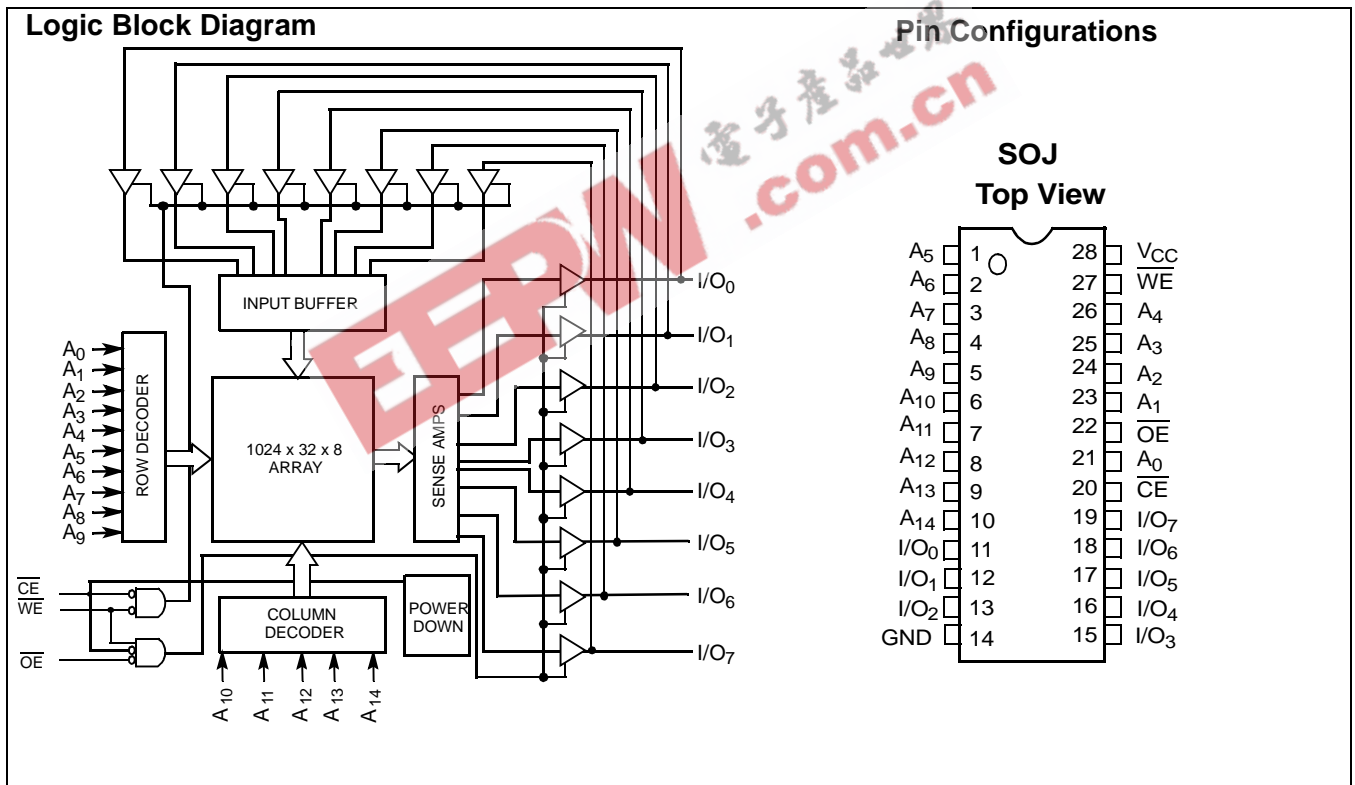 Logic Block Diagram
Pin Configurations
電子產品世界
.com.cn
EEPW
SOJ
Top View
INPUT BUFFER
A0
A1
A2
A3
A4
A5
A6
A7
A8
A9
ROW DECODER
1024 x 32 x 8
ARRAY
SENSE AMPS
I/O0
I/O1
I/O2
I/O3
I/O4
I/O5
I/O6
I/O7
CE
WE
OE
COLUMN
DECODER
POWER
DOWN
A10
A11
A12
A13
A14
A5 1 28 VCC
A6 2 27 WE
A7 3 26 A4
A8 4 25 A3
A9 5 24 A2
A10 6 23 A1
A11 7 22 OE
A12 8 21 A0
A13 9 20 CE
A14 10 19 I/O7
I/O0 11 18 I/O6
I/O1 12 17 I/O5
I/O2 13 16 I/O4
GND 14 15 I/O3